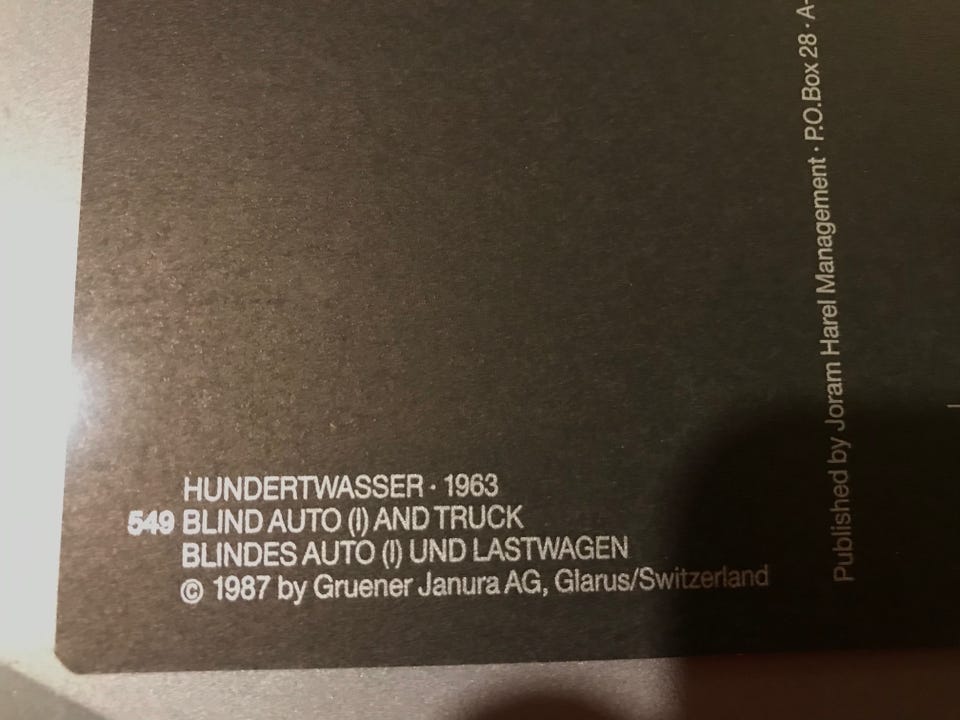 HUNDERTWASSER · 1963
549 BLIND AUTO (I) AND TRUCK
BLINDES AUTO (I) UND LASTWAGEN
© 1987 by Gruener Janura AG, Glarus/Switzerland
Published by Joram Harel Management · P.O.Box 28 · A-